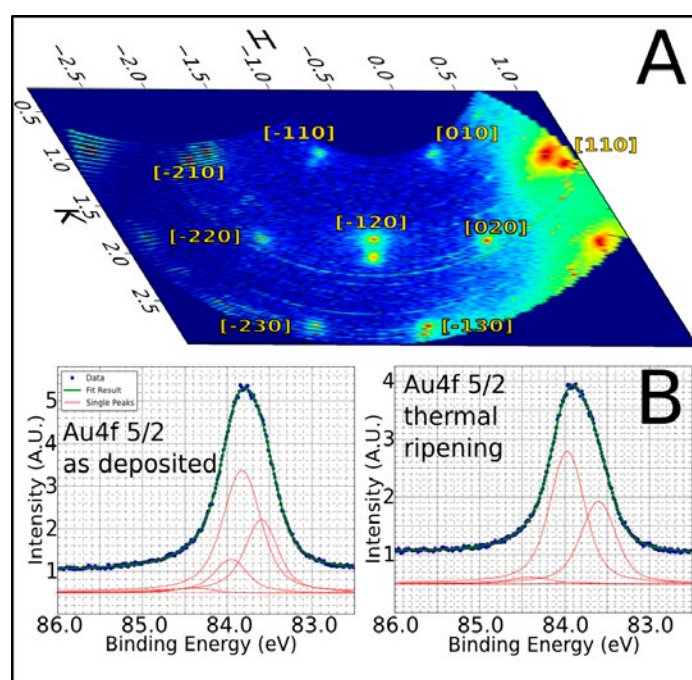 A
H
-2.5 -2.0 -1.5 -1.0 -0.5 0.0 0.5 1.0
K
0.5 1.0 1.5 2.0 2.5
[-110] [010] [110]
[-210]
[-220] [-120] [020]
[-230] [-130]
B
Data
Fit Result
Single Peaks
Au4f 5/2
as deposited
Intensity (A.U.)
5
4
3
2
1
86.0 85.0 84.0 83.0
Binding Energy (eV)
Au4f 5/2
thermal
ripening
Intensity (A.U.)
4
3
2
1
86.0 85.0 84.0 83.0
Binding Energy (eV)